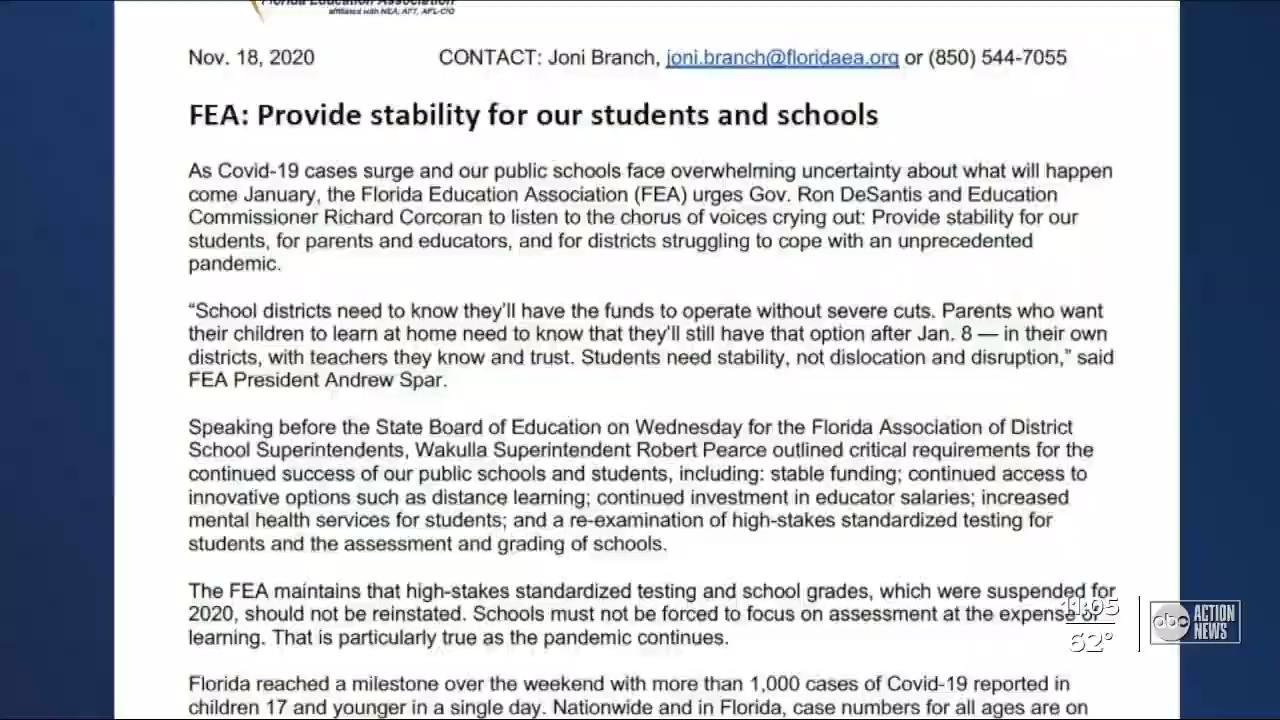 Florida Education Association
affiliated with NEA, AFT, AFL-CIO
Nov. 18, 2020 CONTACT: Joni Branch, joni.branch@floridaea.org or (850) 544-7055
FEA: Provide stability for our students and schools
As Covid-19 cases surge and our public schools face overwhelming uncertainty about what will happen
come January, the Florida Education Association (FEA) urges Gov. Ron DeSantis and Education
Commissioner Richard Corcoran to listen to the chorus of voices crying out: Provide stability for our
students, for parents and educators, and for districts struggling to cope with an unprecedented
pandemic.
“School districts need to know they’ll have the funds to operate without severe cuts. Parents who want
their children to learn at home need to know that they’ll still have that option after Jan. 8 — in their own
districts, with teachers they know and trust. Students need stability, not dislocation and disruption,” said
FEA President Andrew Spar.
Speaking before the State Board of Education on Wednesday for the Florida Association of District
School Superintendents, Wakulla Superintendent Robert Pearce outlined critical requirements for the
continued success of our public schools and students, including: stable funding; continued access to
innovative options such as distance learning; continued investment in educator salaries; increased
mental health services for students; and a re-examination of high-stakes standardized testing for
students and the assessment and grading of schools.
The FEA maintains that high-stakes standardized testing and school grades, which were suspended for
2020, should not be reinstated. Schools must not be forced to focus on assessment at the expense of
learning. That is particularly true as the pandemic continues.
Florida reached a milestone over the weekend with more than 1,000 cases of Covid-19 reported in
children 17 and younger in a single day. Nationwide and in Florida, case numbers for all ages are on
11:05
62°
abc ACTION
NEWS